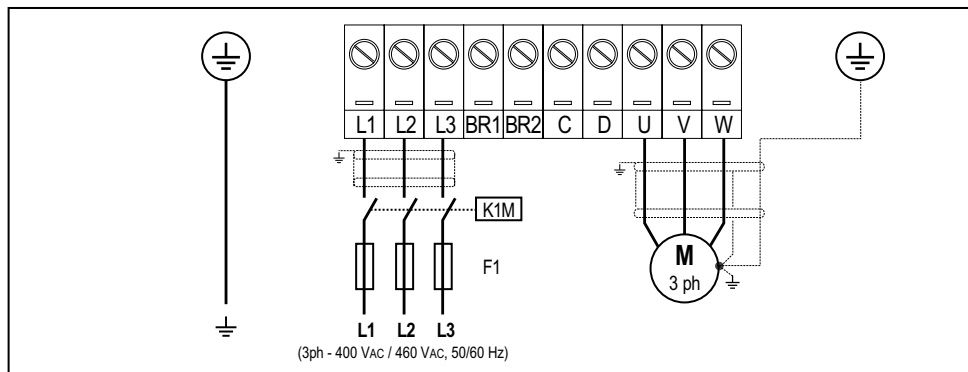 L1 L2 L3 BR1 BR2 C D U V W
K1M
F1
M
3 ph
L1 L2 L3
(3ph - 400 VAC / 460 VAC, 50/60 Hz)